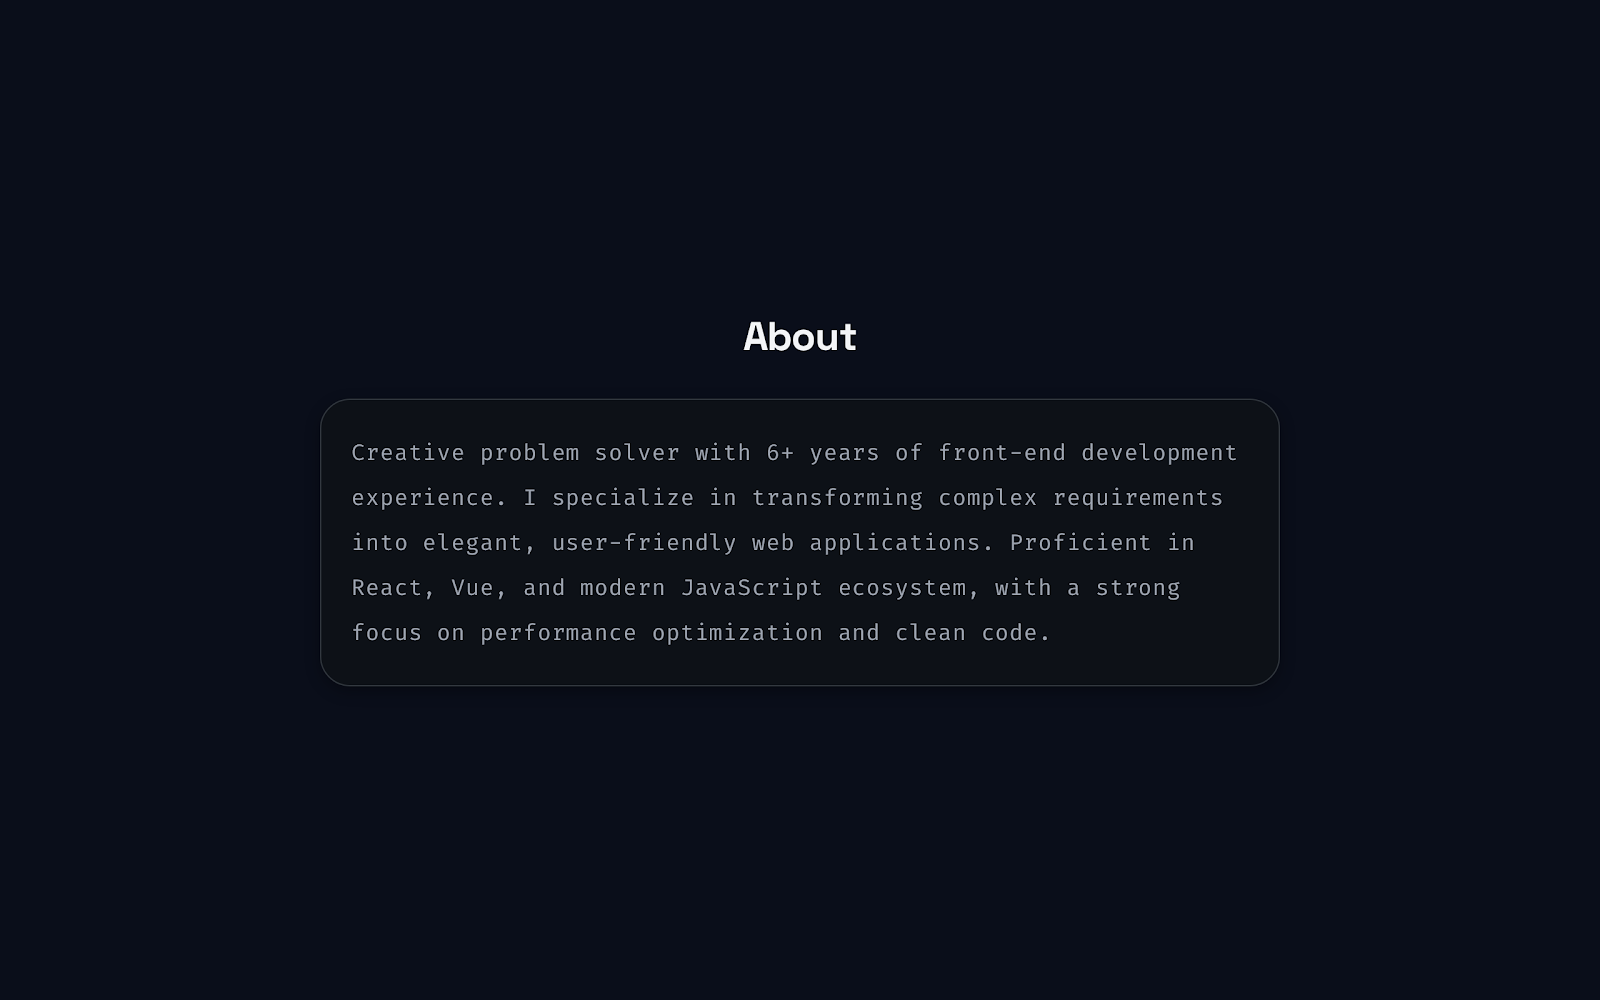 About
Creative problem solver with 6+ years of front-end development
experience. I specialize in transforming complex requirements
into elegant, user-friendly web applications. Proficient in
React, Vue, and modern JavaScript ecosystem, with a strong
focus on performance optimization and clean code.